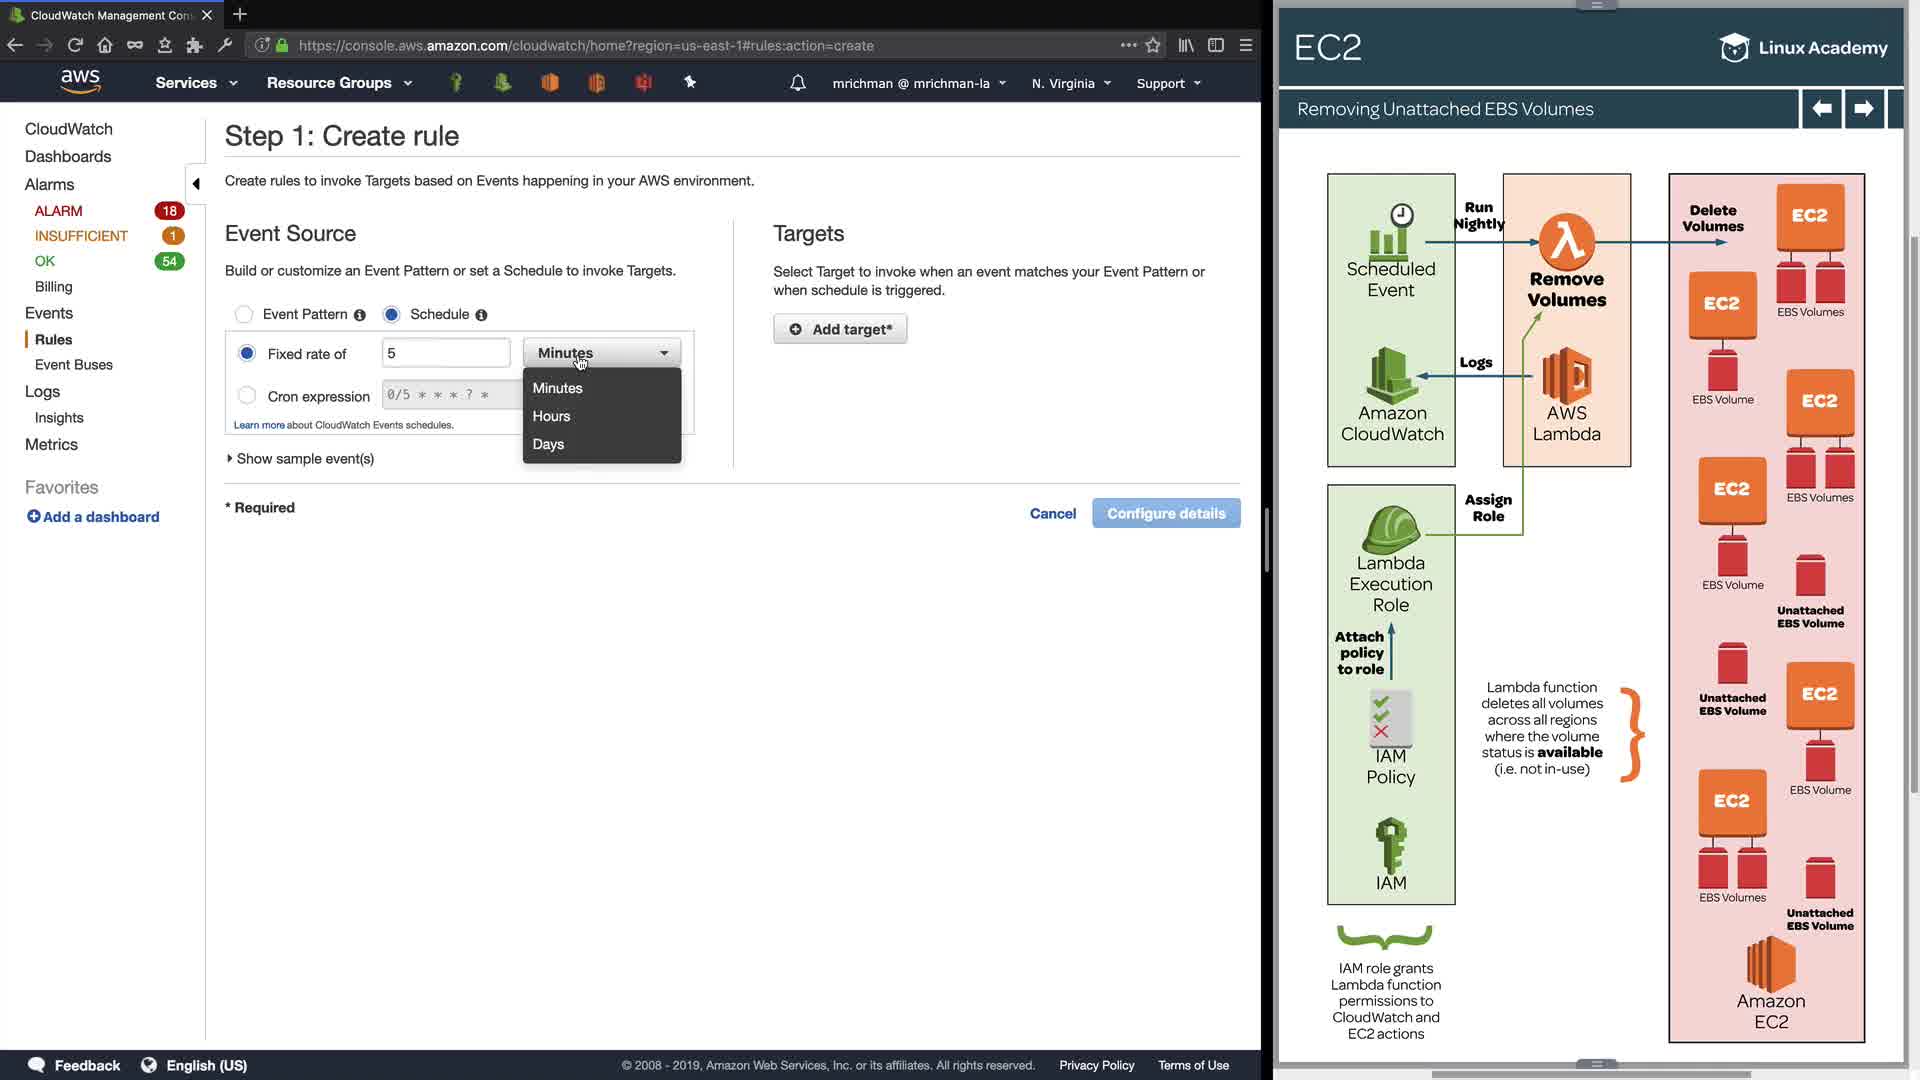 CloudWatch Management Con
https://console.aws.amazon.com/cloudwatch/home?region=us-east-1#rules:action=create
aws
Services
Resource Groups
mrichman @ mrichman-la
N. Virginia
Support
CloudWatch
Dashboards
Alarms
ALARM 18
INSUFFICIENT 1
OK 54
Billing
Events
Rules
Event Buses
Logs
Insights
Metrics
Favorites
Add a dashboard
Step 1: Create rule
Create rules to invoke Targets based on Events happening in your AWS environment.
Event Source
Build or customize an Event Pattern or set a Schedule to invoke Targets.
Event Pattern
Schedule
Fixed rate of
5
Minutes
Minutes
Hours
Days
Cron expression
0/5 * * * ? *
Learn more about CloudWatch Events schedules.
Show sample event(s)
Targets
Select Target to invoke when an event matches your Event Pattern or
when schedule is triggered.
Add target*
* Required
Cancel
Configure details
Feedback
English (US)
© 2008 - 2019, Amazon Web Services, Inc. or its affiliates. All rights reserved.
Privacy Policy
Terms of Use
EC2
Linux Academy
Removing Unattached EBS Volumes
Scheduled
Event
Run
Nightly
Remove
Volumes
Delete
Volumes
Amazon
CloudWatch
Logs
AWS
Lambda
Assign
Role
Lambda
Execution
Role
Attach
policy
to role
IAM
Policy
IAM
IAM role grants
Lambda function
permissions to
CloudWatch and
EC2 actions
Lambda function
deletes all volumes
across all regions
where the volume
status is available
(i.e. not in-use)
EC2
EBS Volumes
EC2
EBS Volume
EC2
EBS Volumes
EC2
EBS Volume
Unattached
EBS Volume
Unattached
EBS Volume
EC2
EBS Volume
EC2
EBS Volumes
Unattached
EBS Volume
Amazon
EC2